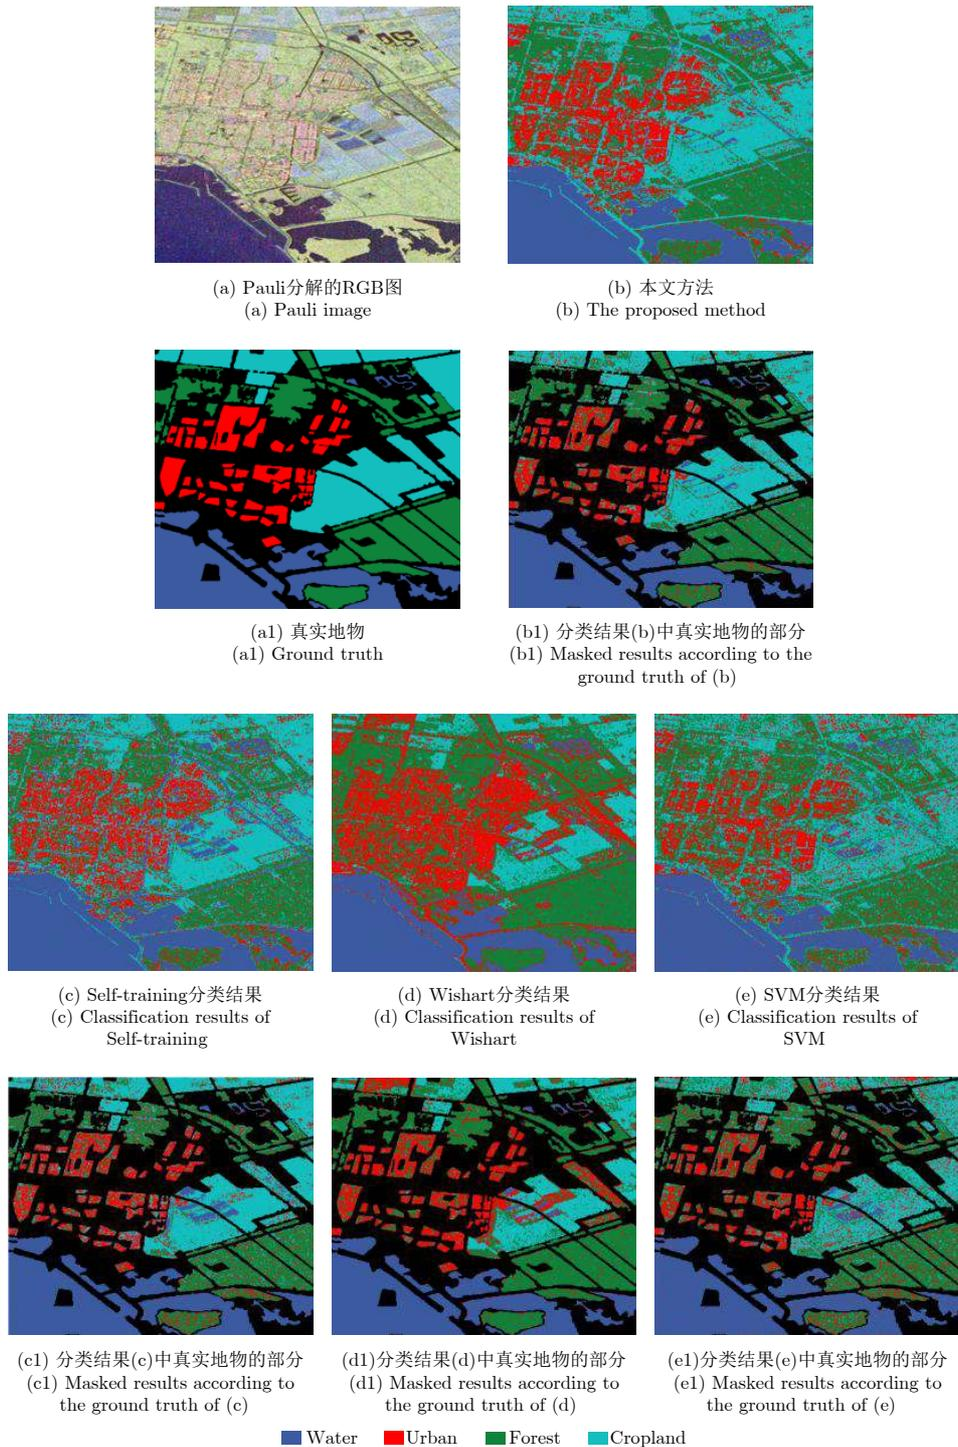 (a) Pauli分解的RGB图
(a) Pauli image
(b) 本文方法
(b) The proposed method
(a1) 真实地物
(a1) Ground truth
(b1) 分类结果(b)中真实地物的部分
(b1) Masked results according to the
ground truth of (b)
(c) Self-training分类结果
(c) Classification results of
Self-training
(d) Wishart分类结果
(d) Classification results of
Wishart
(e) SVM分类结果
(e) Classification results of
SVM
(c1) 分类结果(c)中真实地物的部分
(c1) Masked results according to
the ground truth of (c)
(d1)分类结果(d)中真实地物的部分
(d1) Masked results according to
the ground truth of (d)
(e1)分类结果(e)中真实地物的部分
(e1) Masked results according to
the ground truth of (e)
Water Urban Forest Cropland